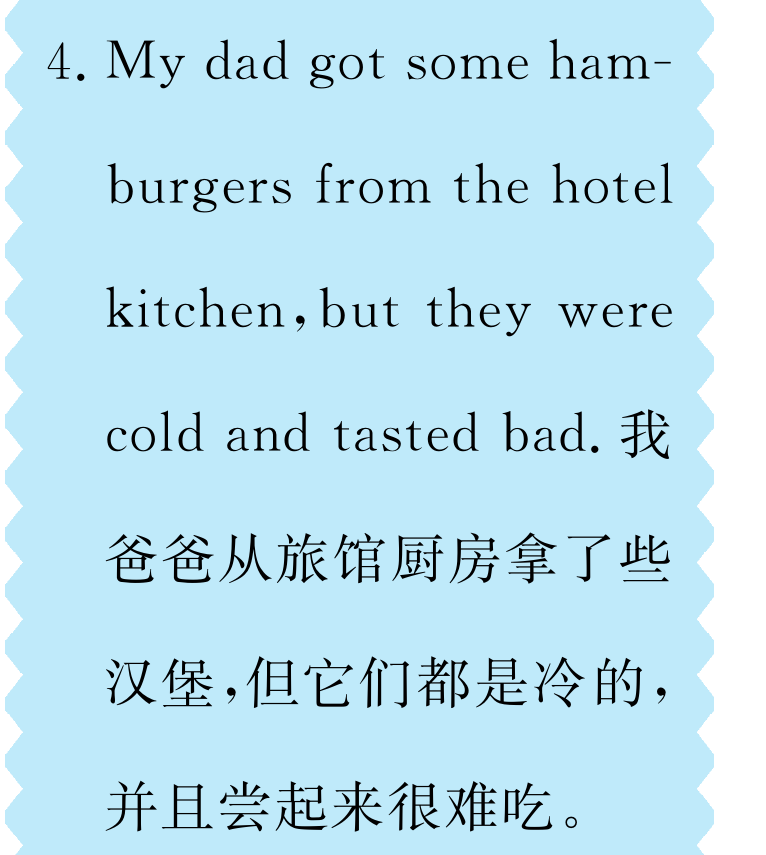 4. My dad got some ham-
burgers from the hotel
kitchen, but they were
cold and tasted bad. 我
爸爸从旅馆厨房拿了些
汉堡,但它们都是冷的,
并且尝起来很难吃。